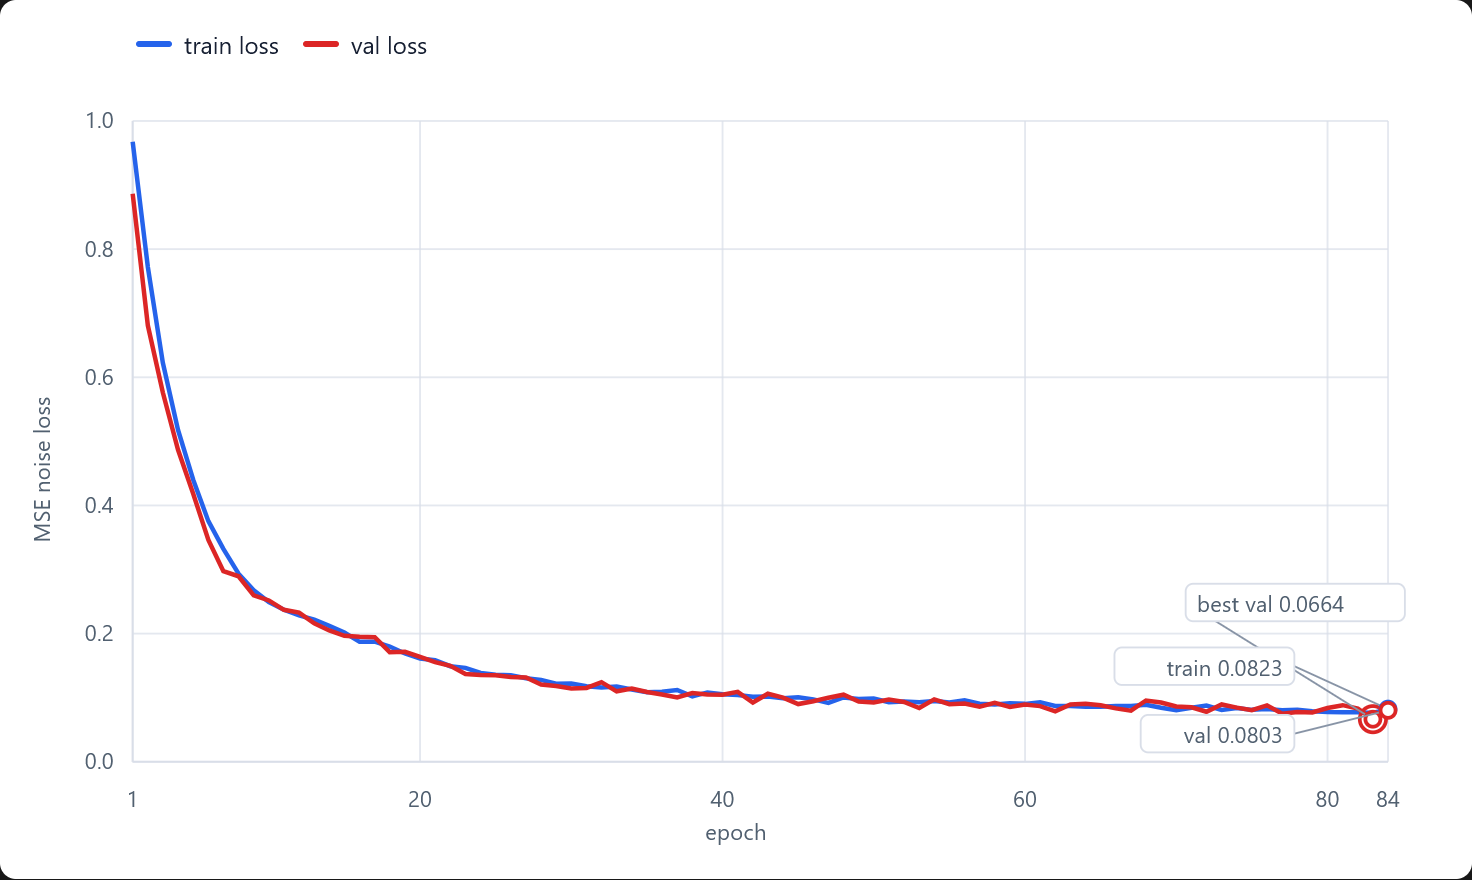 train loss val loss
1.0
0.8
0.6
0.4
0.2
0.0
MSE noise loss
best val 0.0664
train 0.0823
val 0.0803
1 20 40 60 80 84
epoch